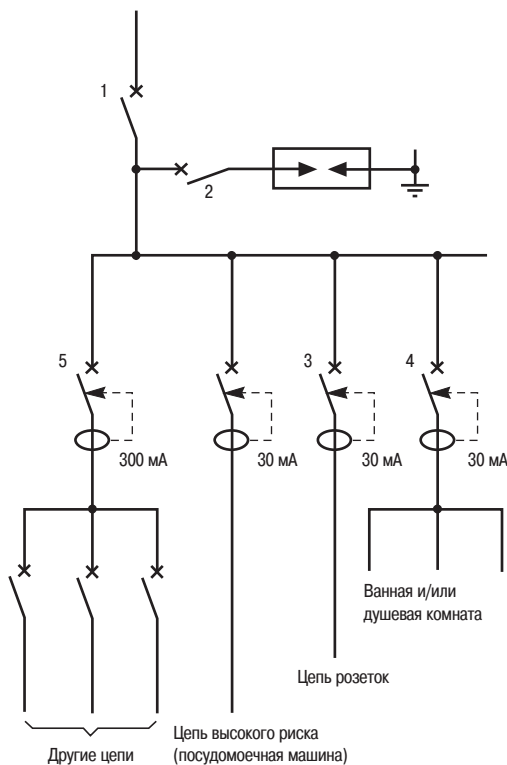 1
2
5
3
4
300 мА
30 мА
30 мА
30 мА
Ванная и/или
душевая комната
Цепь розеток
Цепь высокого риска
(посудомоечная машина)
Другие цепи